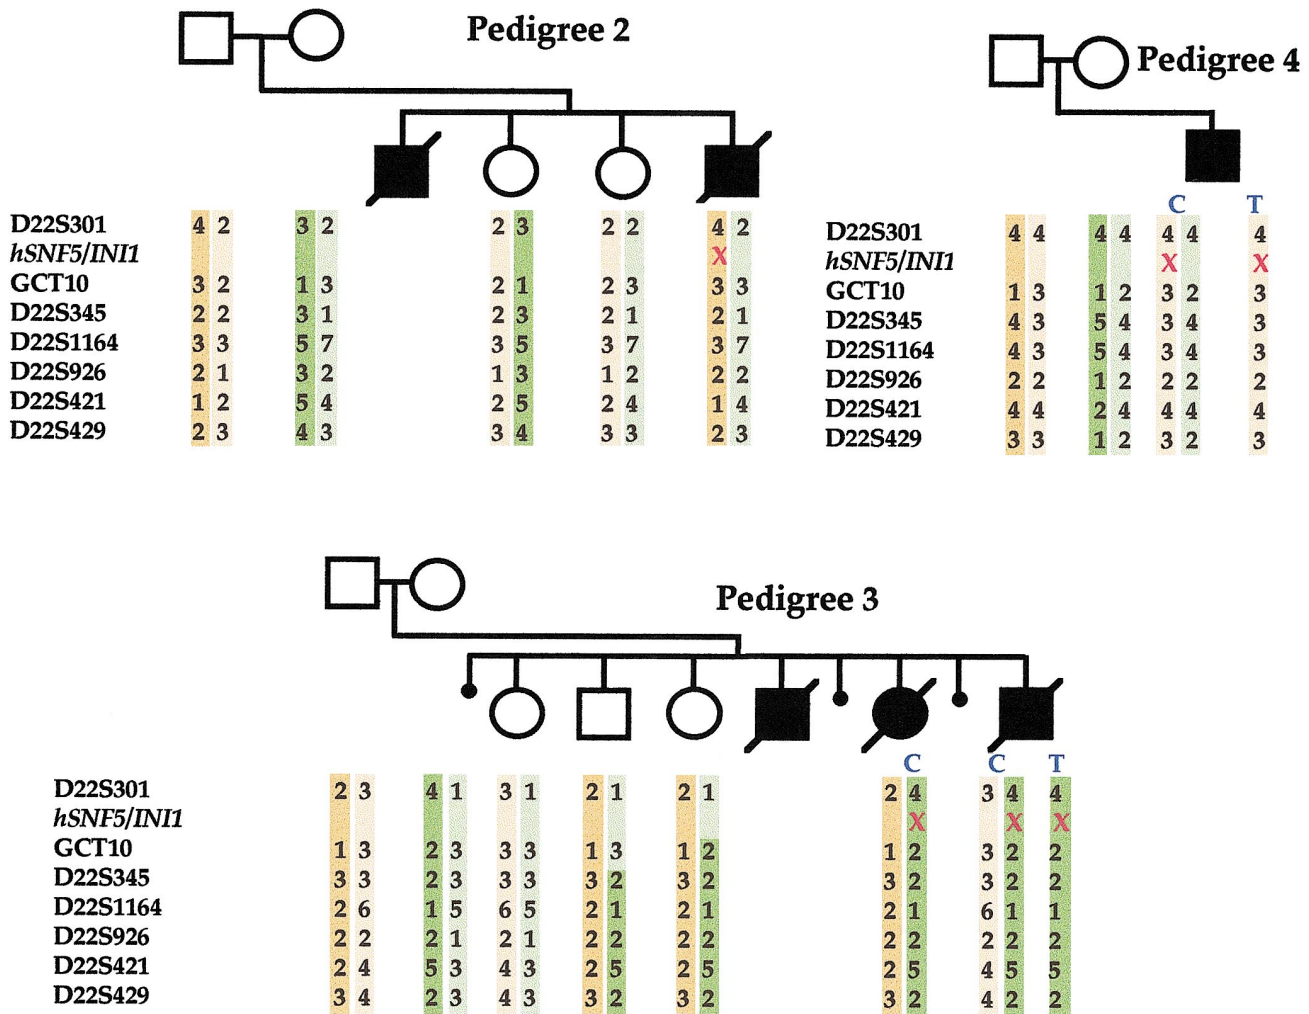 Pedigree 2
D22S301 4 2 3 2 2 3 2 2 4 2
hSNF5/INI1 X
GCT10 3 2 1 3 2 1 2 3 3 3
D22S345 2 2 3 1 2 3 2 1 2 1
D22S1164 3 3 5 7 3 5 3 7 3 7
D22S926 2 1 3 2 1 3 1 2 2 2
D22S421 1 2 5 4 2 5 2 4 1 4
D22S429 2 3 4 3 3 4 3 3 2 3
Pedigree 4
C T
D22S301 4 4 4 4 4 4 4
hSNF5/INI1 X X
GCT10 1 3 1 2 3 2 3
D22S345 4 3 5 4 3 4 3
D22S1164 4 3 5 4 3 4 3
D22S926 2 2 1 2 2 2 2
D22S421 4 4 2 4 4 4 4
D22S429 3 3 1 2 3 2 3
Pedigree 3
C C T
D22S301 2 3 4 1 3 1 2 1 2 1 2 4 3 4 4
hSNF5/INI1 X X X
GCT10 1 3 2 3 3 3 1 3 1 2 1 2 3 2 2
D22S345 3 3 2 3 3 3 3 2 3 2 3 2 3 2 2
D22S1164 2 6 1 5 6 5 2 1 2 1 2 1 6 1 1
D22S926 2 2 2 1 2 1 2 2 2 2 2 2 2 2 2
D22S421 2 4 5 3 4 3 2 5 2 5 2 5 4 5 5
D22S429 3 4 2 3 4 3 3 2 3 2 3 2 4 2 2